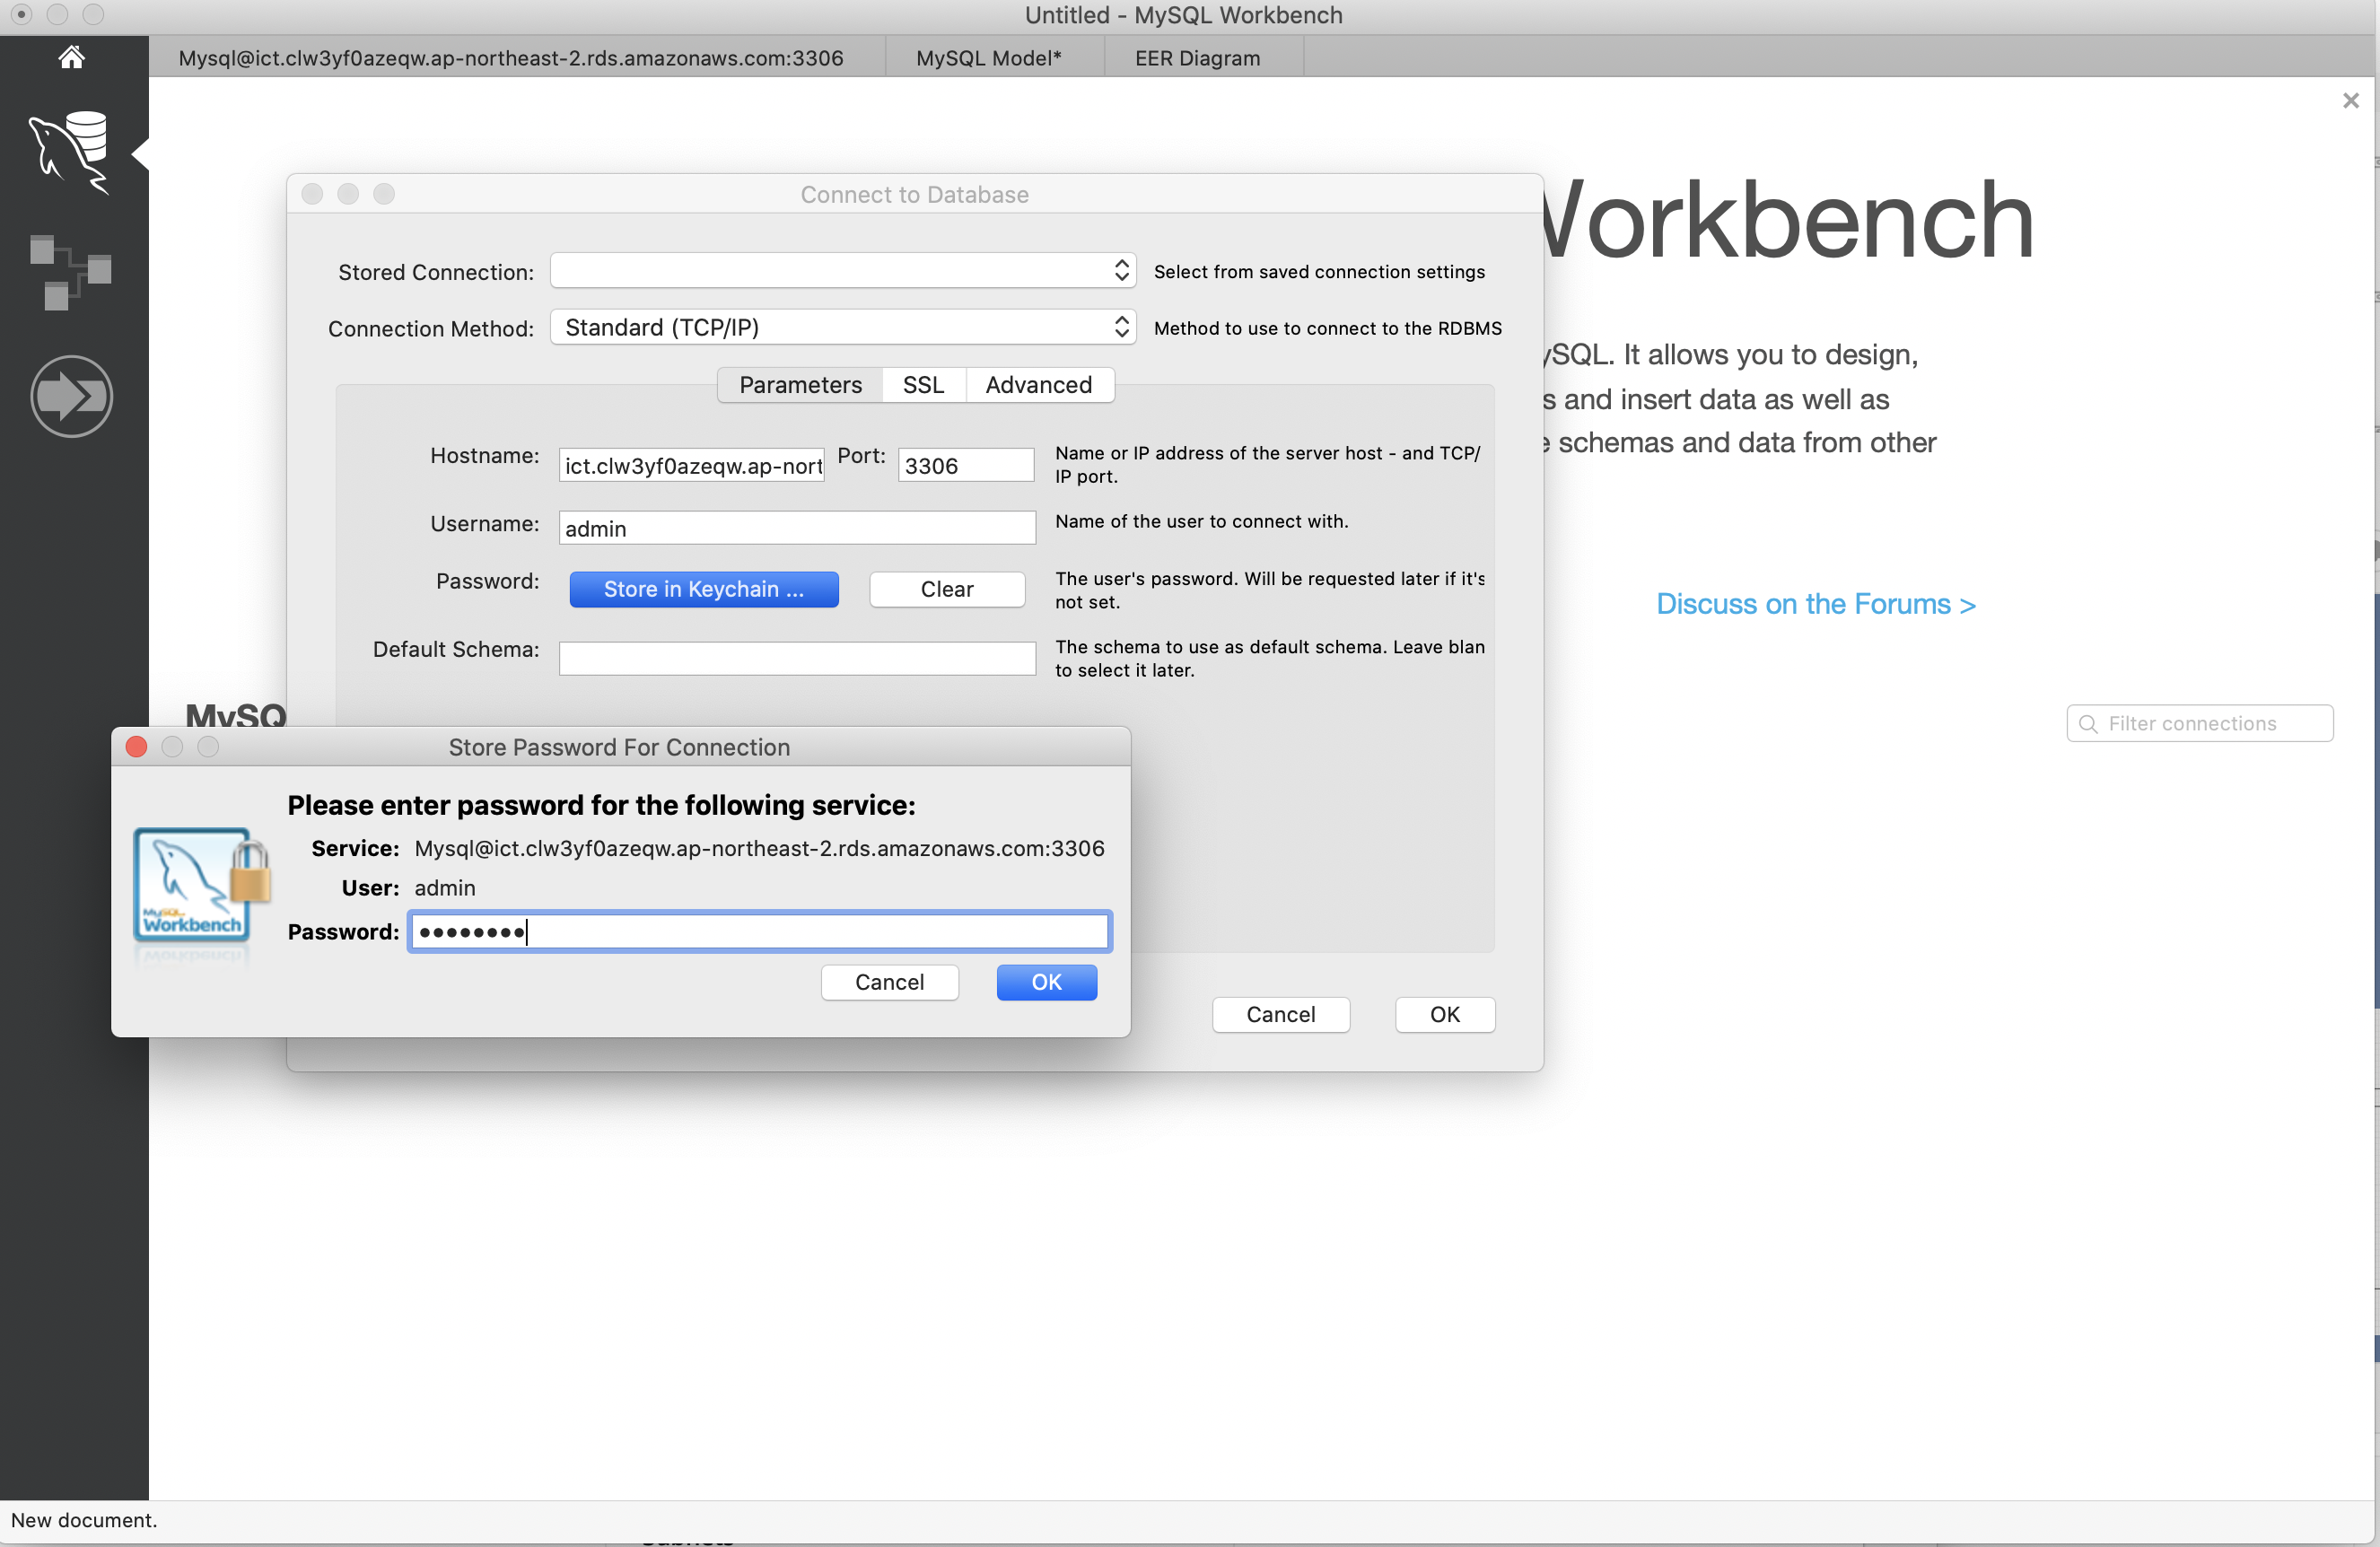 Untitled - MySQL Workbench
Mysql@ict.clw3yf0azeqw.ap-northeast-2.rds.amazonaws.com:3306
MySQL Model*
EER Diagram
Connect to Database
Workbench
Stored Connection:
Select from saved connection settings
Connection Method:
Standard (TCP/IP)
Method to use to connect to the RDBMS
ySQL. It allows you to design,
s and insert data as well as
e schemas and data from other
Parameters
SSL
Advanced
Hostname:
ict.clw3yf0azeqw.ap-nort
Port:
3306
Name or IP address of the server host - and TCP/
IP port.
Username:
admin
Name of the user to connect with.
Password:
Store in Keychain ...
Clear
The user's password. Will be requested later if it's
not set.
Discuss on the Forums >
Default Schema:
The schema to use as default schema. Leave blan
to select it later.
MySQ
Filter connections
Store Password For Connection
Please enter password for the following service:
Service: Mysql@ict.clw3yf0azeqw.ap-northeast-2.rds.amazonaws.com:3306
User: admin
Password: ••••••••
MySQL
Workbench
Cancel
OK
Cancel
OK
New document.